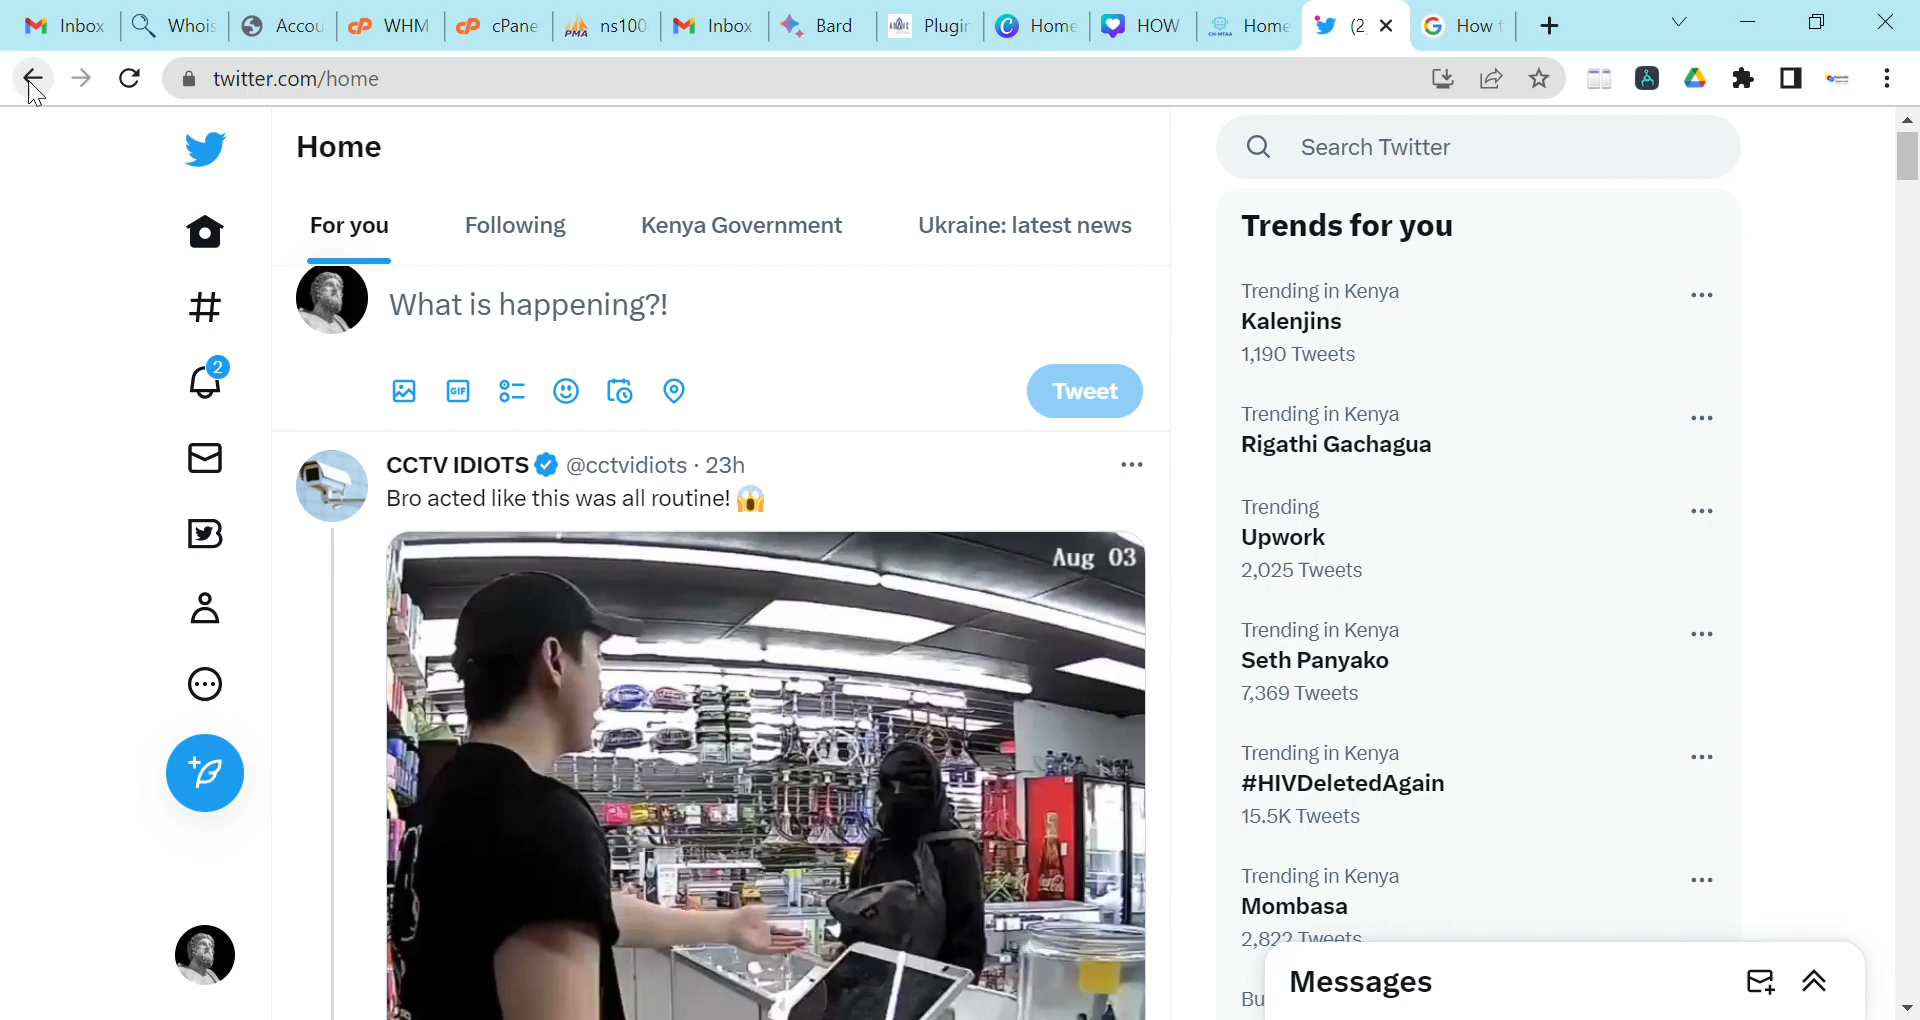 Inbox
Whois
Accou
WHM
cPane
ns100
Inbox
Bard
Plugin
Home
HOW
Home
(2
How t
twitter.com/home
Home
For you
Following
Kenya Government
Ukraine: latest news
What is happening?!
GIF
Tweet
2
CCTV IDIOTS @cctvidiots · 23h
Bro acted like this was all routine! 😱
Aug 03
Search Twitter
Trends for you
Trending in Kenya
Kalenjins
1,190 Tweets
Trending in Kenya
Rigathi Gachagua
Trending
Upwork
2,025 Tweets
Trending in Kenya
Seth Panyako
7,369 Tweets
Trending in Kenya
#HIVDeletedAgain
15.5K Tweets
Trending in Kenya
Mombasa
2,822 Tweets
Bu
Messages